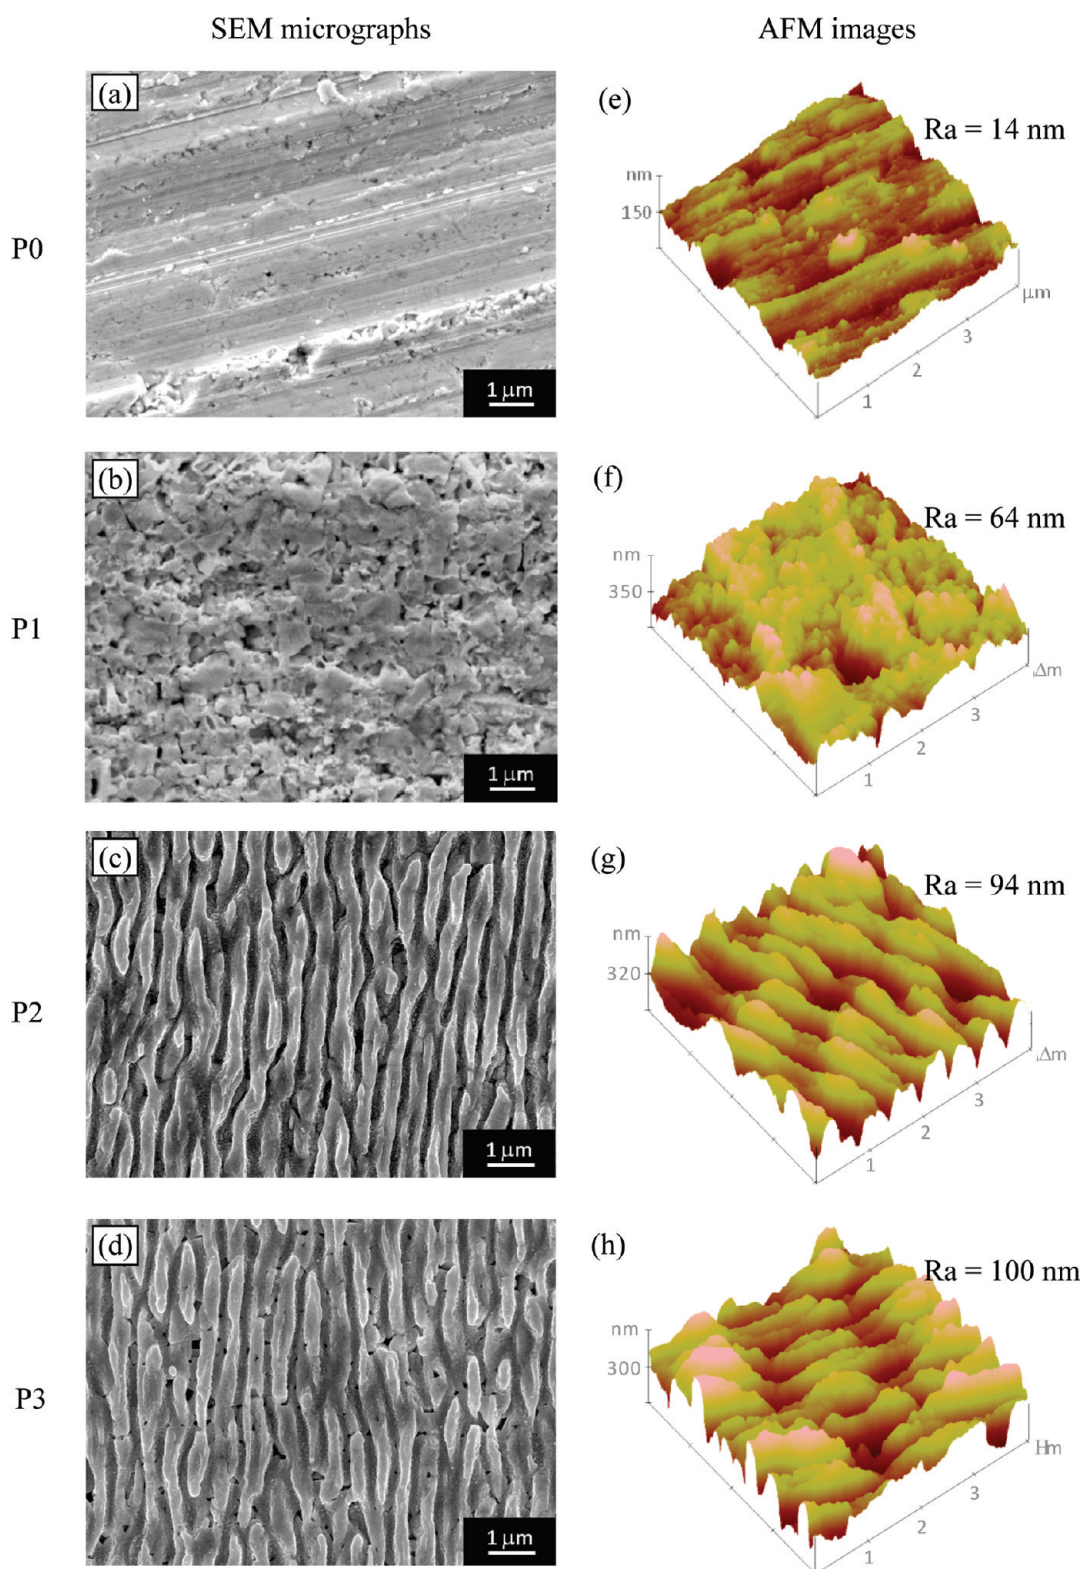 SEM micrographs
AFM images
P0
(a)
1 μm
(e)
Ra = 14 nm
nm
150
1
2
3
μm
P1
(b)
1 μm
(f)
Ra = 64 nm
nm
350
1
2
3
Δm
P2
(c)
1 μm
(g)
Ra = 94 nm
nm
320
1
2
3
Δm
P3
(d)
1 μm
(h)
Ra = 100 nm
nm
300
1
2
3
Hm